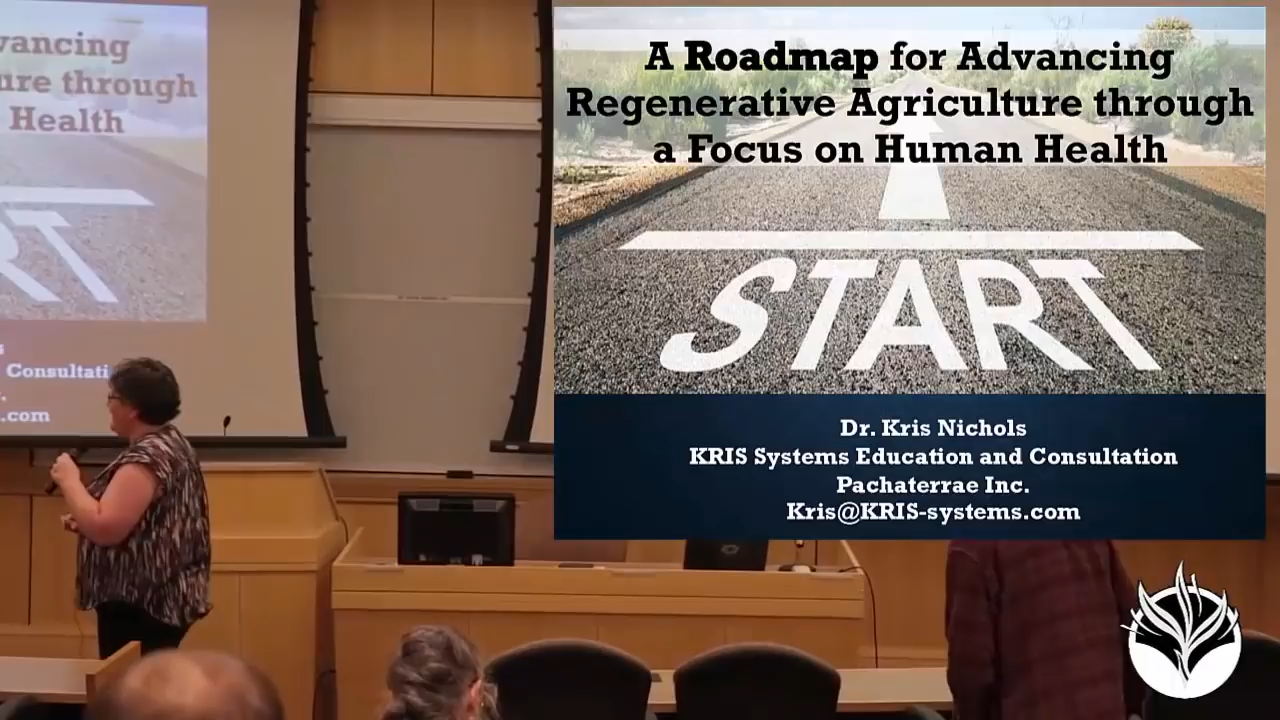 vancing
ure through
Health
Consultati
.com
A Roadmap for Advancing
Regenerative Agriculture through
a Focus on Human Health
START
Dr. Kris Nichols
KRIS Systems Education and Consultation
Pachaterrae Inc.
Kris@KRIS-systems.com